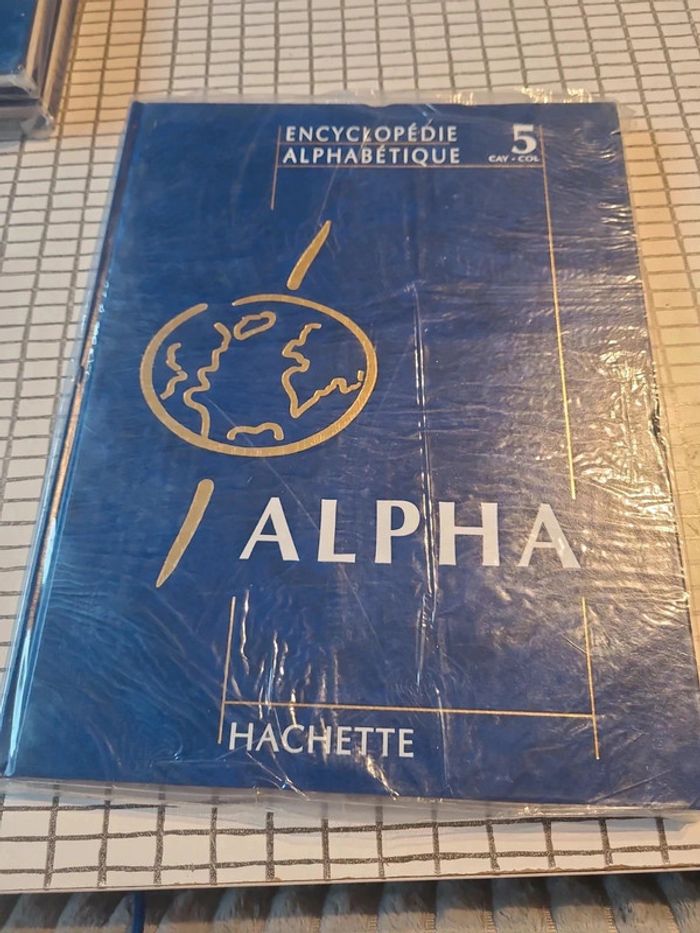 ENCYCLOPÉDIE
ALPHABÉTIQUE
5
CAY - COL
ALPHA
HACHETTE